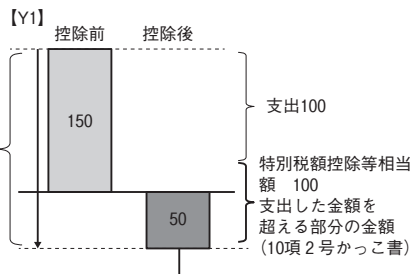 【Y1】
控除前 控除後
150
支出100
特別税額控除等相当
額 100
50
支出した金額を
超える部分の金額
(10項２号かっこ書)